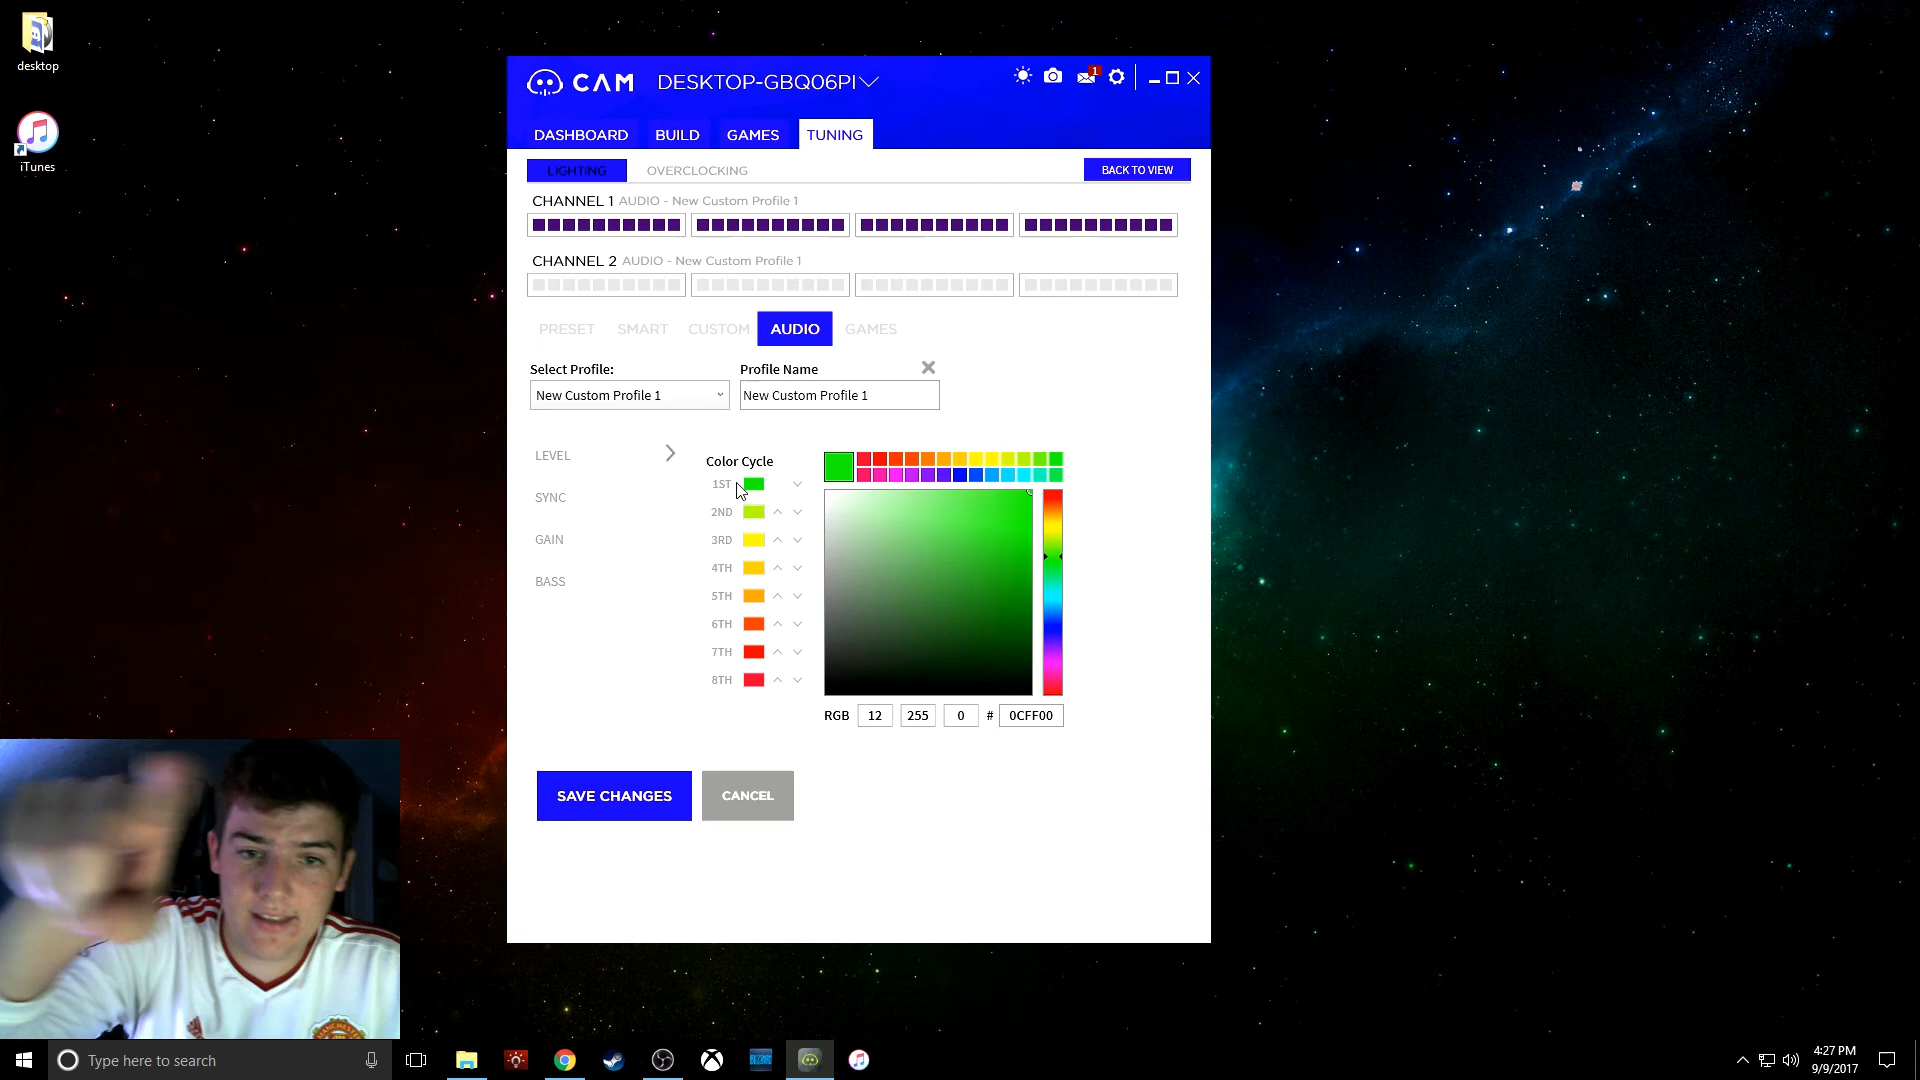 desktop
iTunes
CAM DESKTOP-GBQ06PI
1
DASHBOARD BUILD GAMES TUNING
LIGHTING OVERCLOCKING BACK TO VIEW
CHANNEL 1 AUDIO - New Custom Profile 1
CHANNEL 2 AUDIO - New Custom Profile 1
PRESET SMART CUSTOM AUDIO GAMES
Select Profile: Profile Name
New Custom Profile 1 New Custom Profile 1
LEVEL
SYNC
GAIN
BASS
Color Cycle
1ST
2ND
3RD
4TH
5TH
6TH
7TH
8TH
RGB 12 255 0 # 0CFF00
SAVE CHANGES CANCEL
Type here to search
4:27 PM
9/9/2017